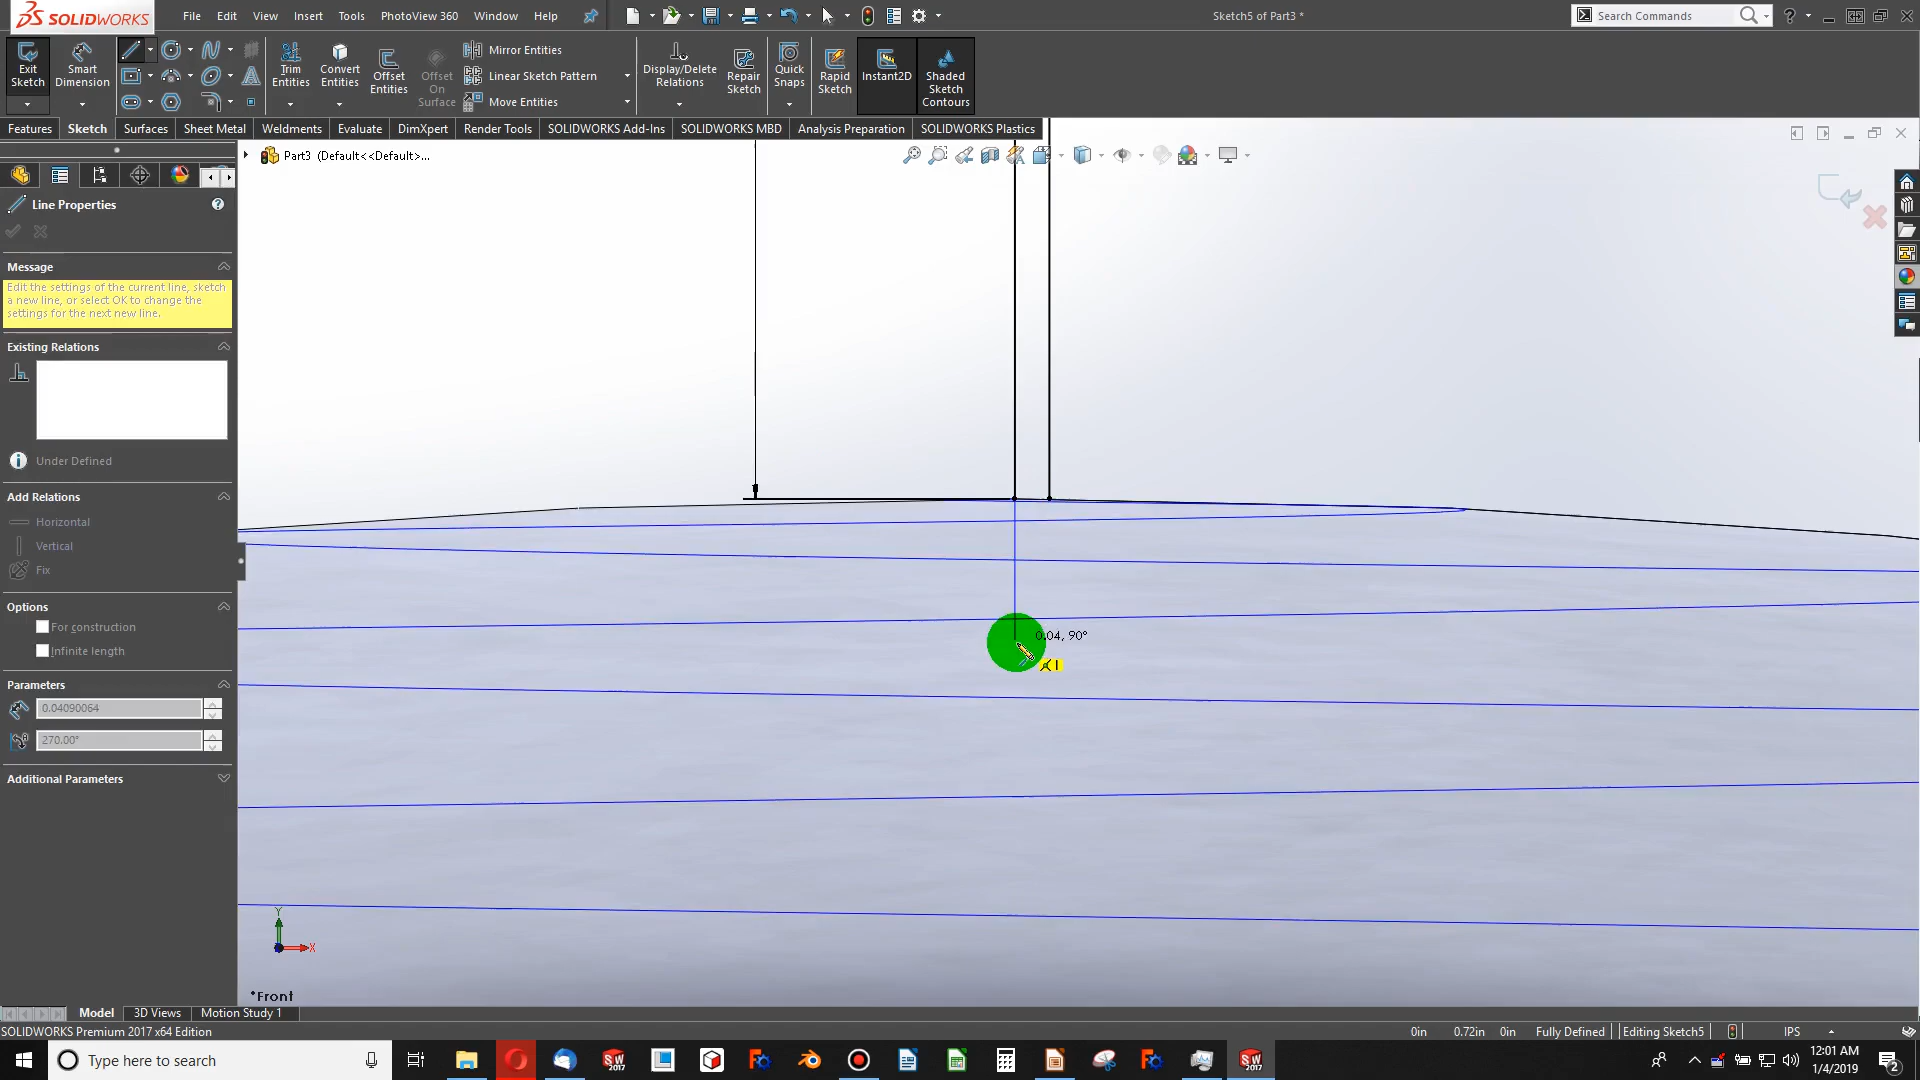 SOLIDWORKS
File Edit View Insert Tools PhotoView 360 Window Help
Sketch5 of Part3 *
Search Commands
Exit Sketch
Smart Dimension
Trim Entities
Convert Entities
Offset Entities
Offset On Surface
Mirror Entities
Linear Sketch Pattern
Move Entities
Display/Delete Relations
Repair Sketch
Quick Snaps
Rapid Sketch
Instant2D
Shaded Sketch Contours
Features Sketch Surfaces Sheet Metal Weldments Evaluate DimXpert Render Tools SOLIDWORKS Add-Ins SOLIDWORKS MBD Analysis Preparation SOLIDWORKS Plastics
Part3 (Default<<Default>...
Line Properties
Message
Edit the settings of the current line, sketch
a new line, or select OK to change the
settings for the next new line.
Existing Relations
Under Defined
Add Relations
Horizontal
Vertical
Fix
Options
For construction
Infinite length
Parameters
0.04090064
270.00°
Additional Parameters
0.04, 90°
Y
X
*Front
Model 3D Views Motion Study 1
SOLIDWORKS Premium 2017 x64 Edition
0in 0.72in 0in Fully Defined Editing Sketch5 IPS
Type here to search
SW 2017
SW 2017
12:01 AM
1/4/2019
2